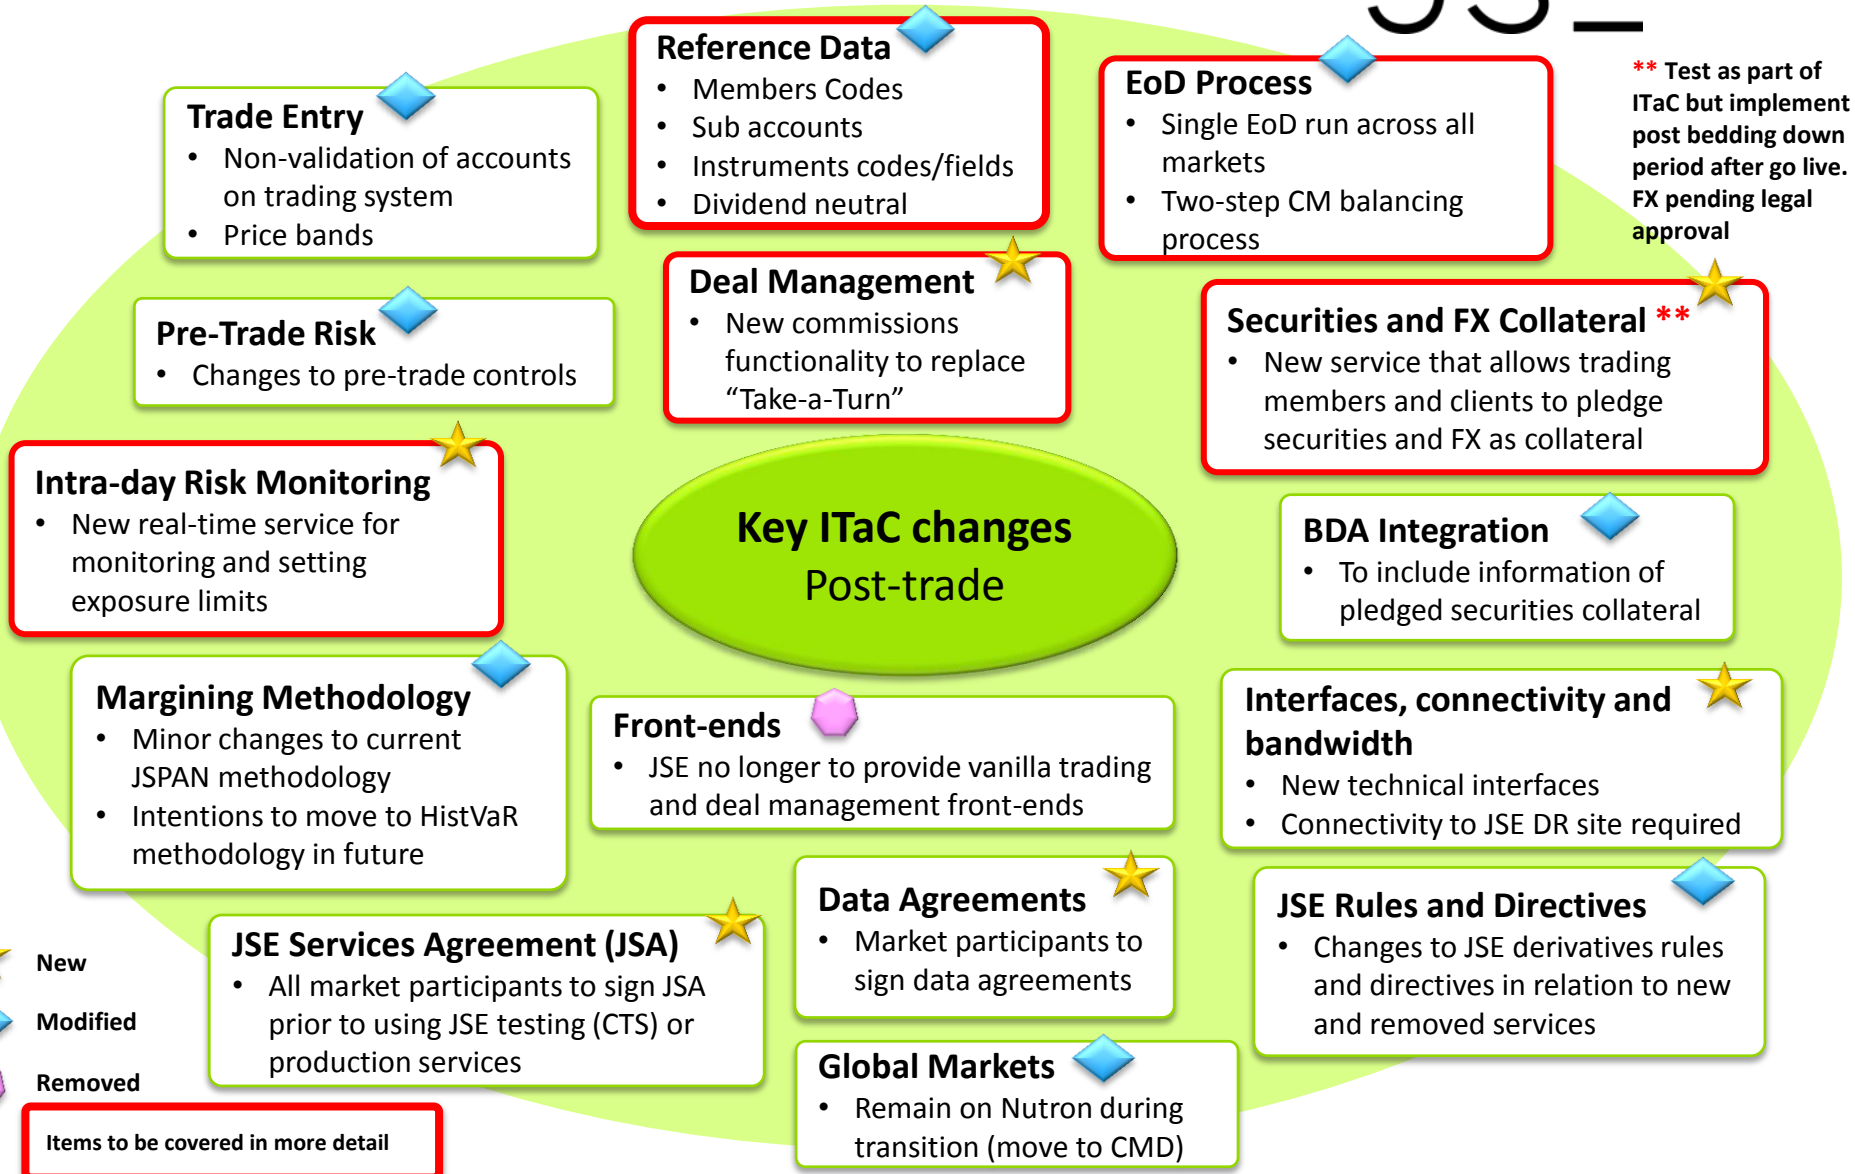 JSE
** Test as part of
ITaC but implement
post bedding down
period after go live.
FX pending legal
approval
Reference Data
• Members Codes
• Sub accounts
• Instruments codes/fields
• Dividend neutral
EoD Process
• Single EoD run across all
markets
• Two-step CM balancing
process
Trade Entry
• Non-validation of accounts
on trading system
• Price bands
Deal Management
• New commissions
functionality to replace
“Take-a-Turn”
Securities and FX Collateral **
• New service that allows trading
members and clients to pledge
securities and FX as collateral
Pre-Trade Risk
• Changes to pre-trade controls
Intra-day Risk Monitoring
• New real-time service for
monitoring and setting
exposure limits
Key ITaC changes
Post-trade
BDA Integration
• To include information of
pledged securities collateral
Margining Methodology
• Minor changes to current
JSPAN methodology
• Intentions to move to HistVaR
methodology in future
Front-ends
• JSE no longer to provide vanilla trading
and deal management front-ends
Interfaces, connectivity and
bandwidth
• New technical interfaces
• Connectivity to JSE DR site required
Data Agreements
• Market participants to
sign data agreements
JSE Rules and Directives
• Changes to JSE derivatives rules
and directives in relation to new
and removed services
JSE Services Agreement (JSA)
• All market participants to sign JSA
prior to using JSE testing (CTS) or
production services
Global Markets
• Remain on Nutron during
transition (move to CMD)
New
Modified
Removed
Items to be covered in more detail